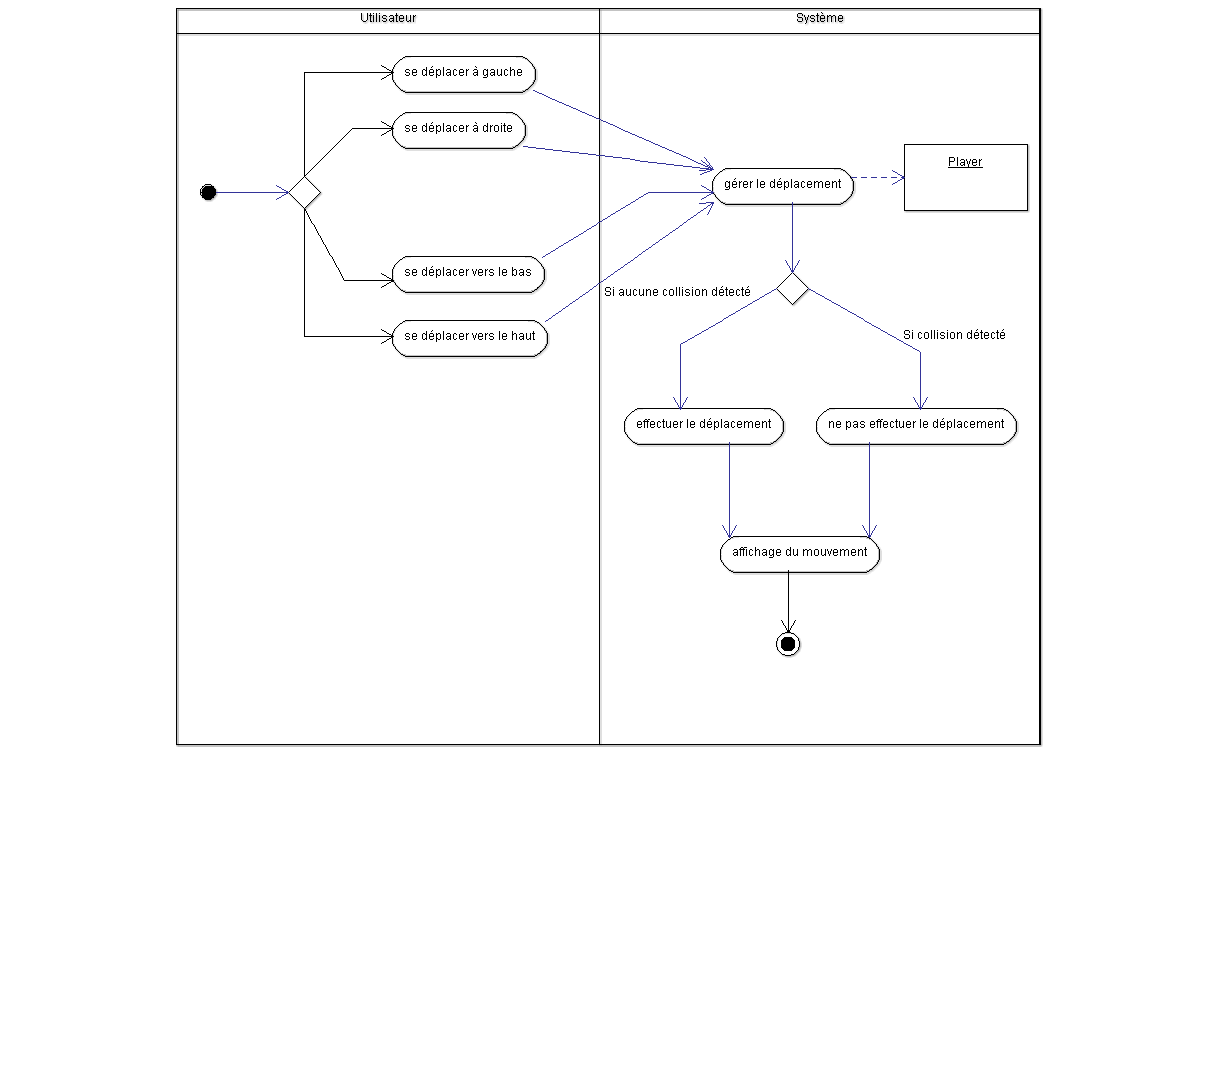 Utilisateur
Système
se déplacer à gauche
se déplacer à droite
gérer le déplacement
Player
se déplacer vers le bas
se déplacer vers le haut
Si aucune collision détecté
Si collision détecté
effectuer le déplacement
ne pas effectuer le déplacement
affichage du mouvement